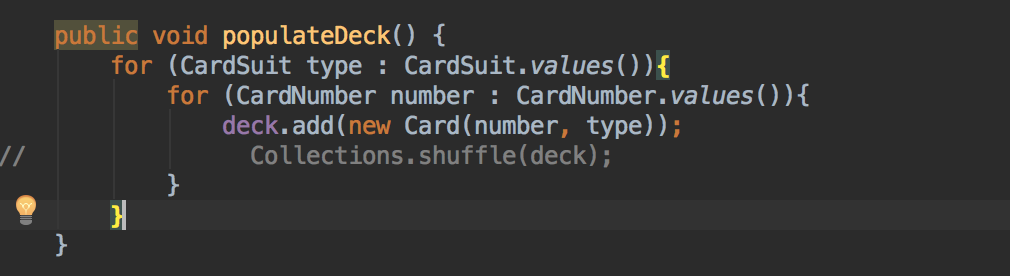 public void populateDeck() {
for (CardSuit type : CardSuit.values()){
for (CardNumber number : CardNumber.values()){
deck.add(new Card(number, type));
// Collections.shuffle(deck);
}
}
}